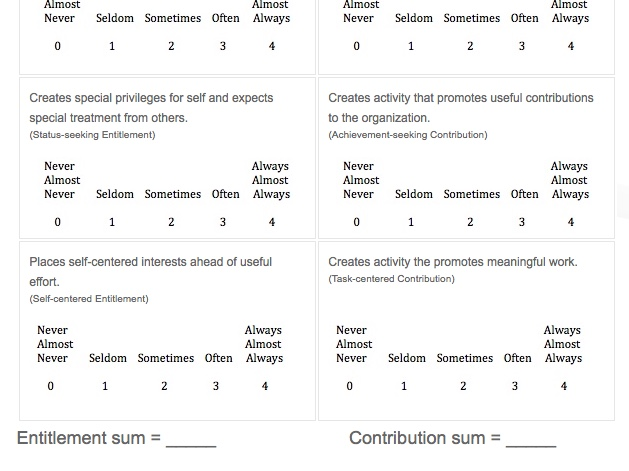 Almost Almost
Never Seldom Sometimes Often Always
0 1 2 3 4
Almost Almost
Never Seldom Sometimes Often Always
0 1 2 3 4
Creates special privileges for self and expects
special treatment from others.
(Status-seeking Entitlement)
Never Always
Almost Almost
Never Seldom Sometimes Often Always
0 1 2 3 4
Creates activity that promotes useful contributions
to the organization.
(Achievement-seeking Contribution)
Never Always
Almost Almost
Never Seldom Sometimes Often Always
0 1 2 3 4
Places self-centered interests ahead of useful
effort.
(Self-centered Entitlement)
Never Always
Almost Almost
Never Seldom Sometimes Often Always
0 1 2 3 4
Creates activity the promotes meaningful work.
(Task-centered Contribution)
Never Always
Almost Almost
Never Seldom Sometimes Often Always
0 1 2 3 4
Entitlement sum = _____
Contribution sum = _____